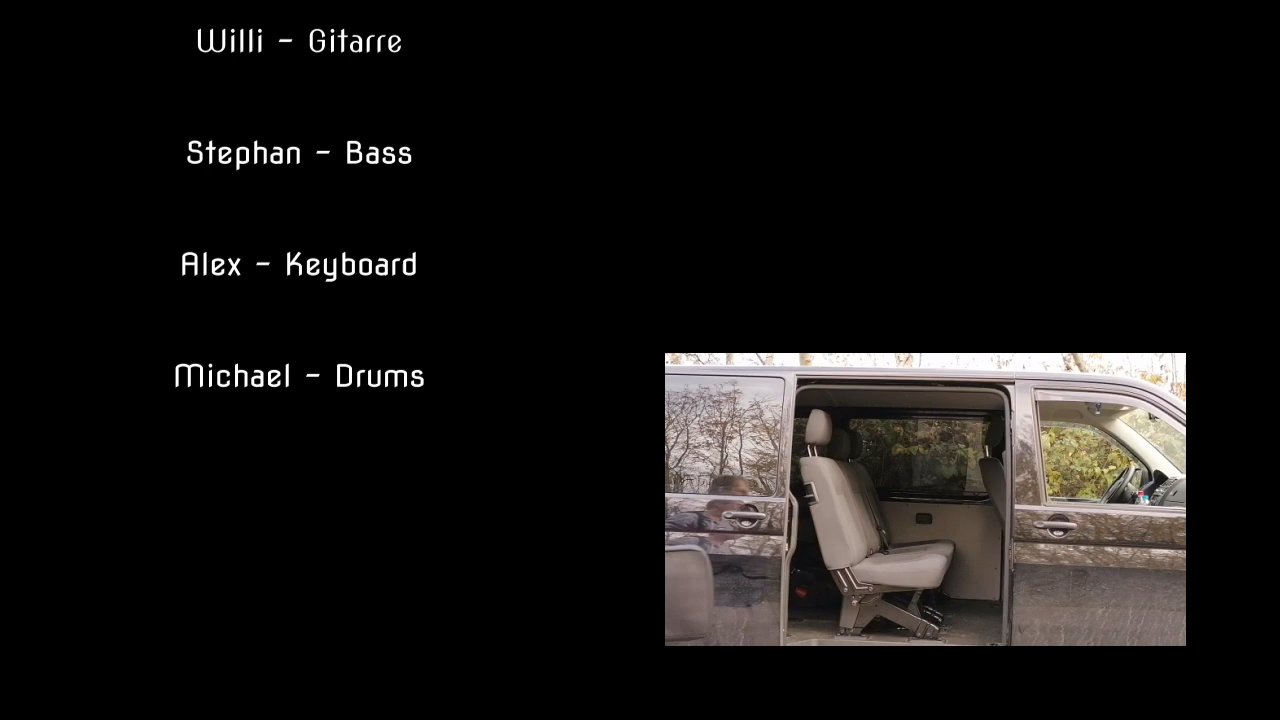 Willi - Gitarre
Stephan - Bass
Alex - Keyboard
Michael - Drums